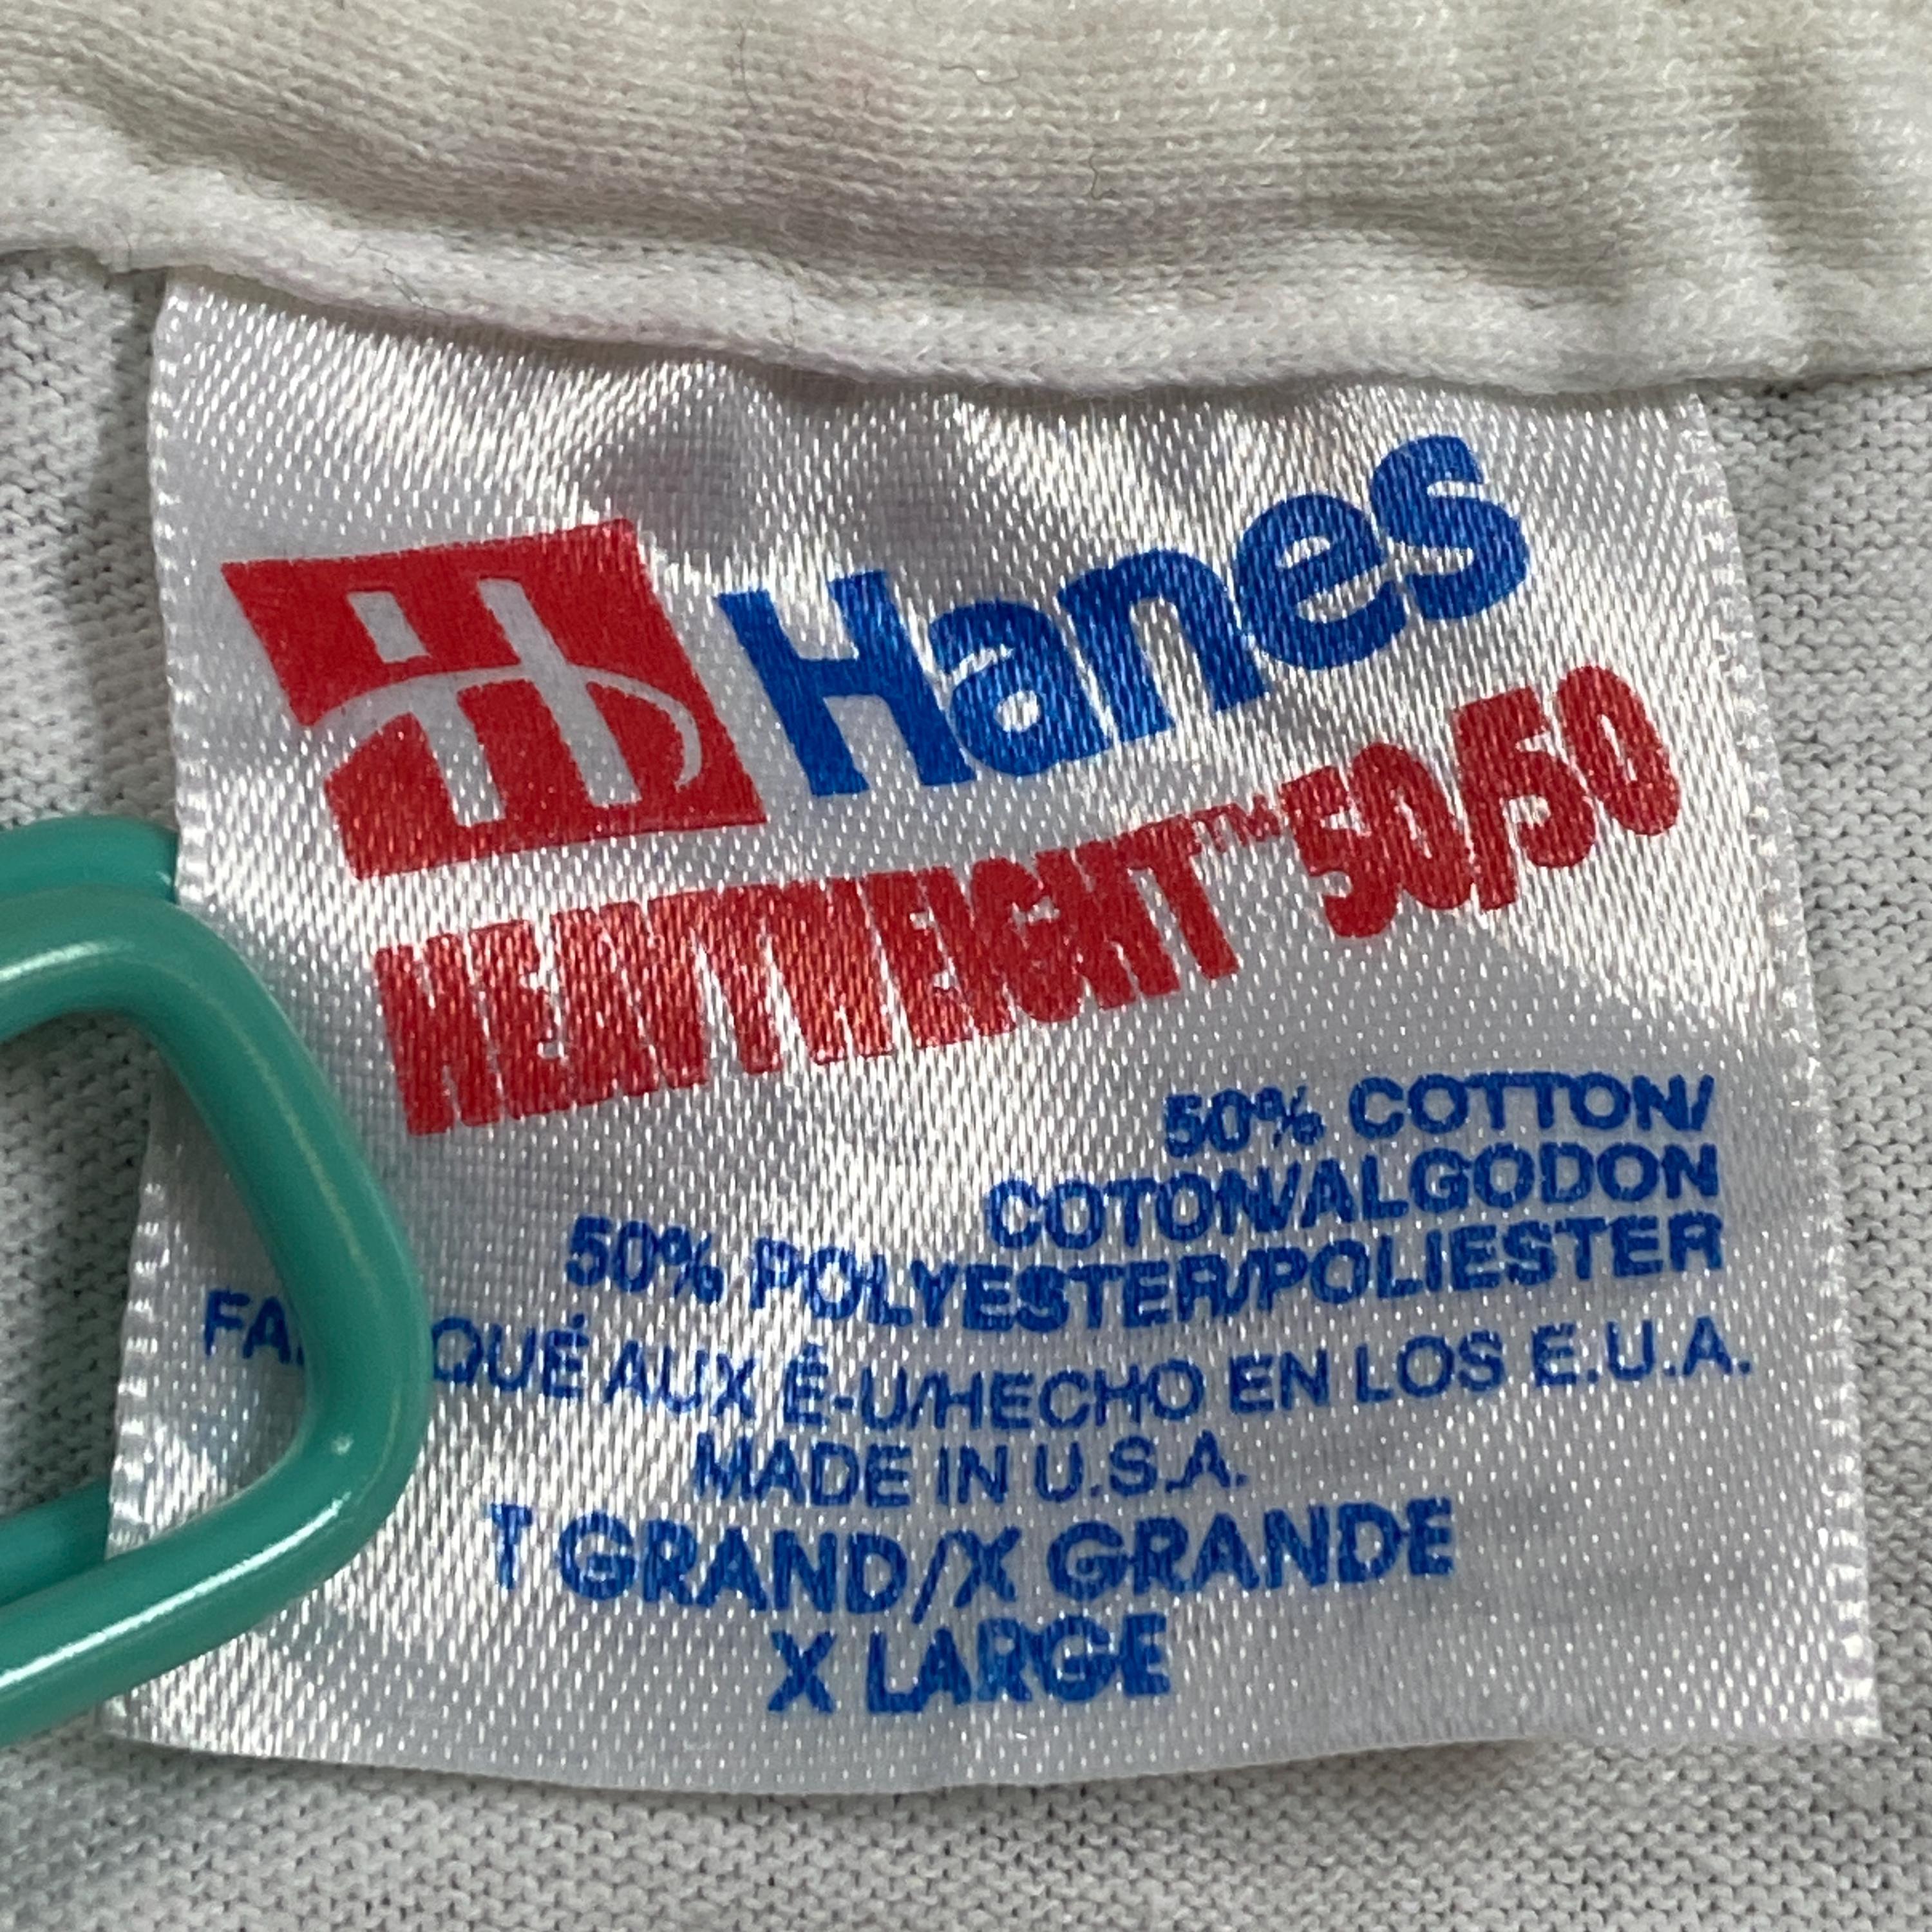 Hanes
HEAVYWEIGHT™ 50/50
50% COTTON/
COTON/ALGODON
50% POLYESTER/POLIESTER
AUX É-U/HECHO EN LOS E.U.A.
MADE IN U.S.A.
T GRAND/X GRANDE
X LARGE